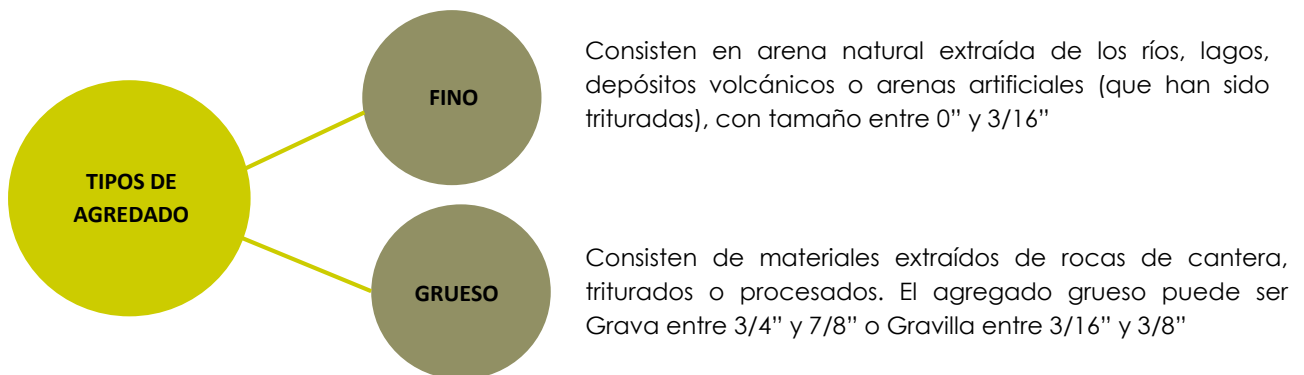 TIPOS DE
AGREDADO
FINO
Consisten en arena natural extraída de los ríos, lagos,
depósitos volcánicos o arenas artificiales (que han sido
trituradas), con tamaño entre 0” y 3/16”
GRUESO
Consisten de materiales extraídos de rocas de cantera,
triturados o procesados. El agregado grueso puede ser
Grava entre 3/4” y 7/8” o Gravilla entre 3/16” y 3/8”